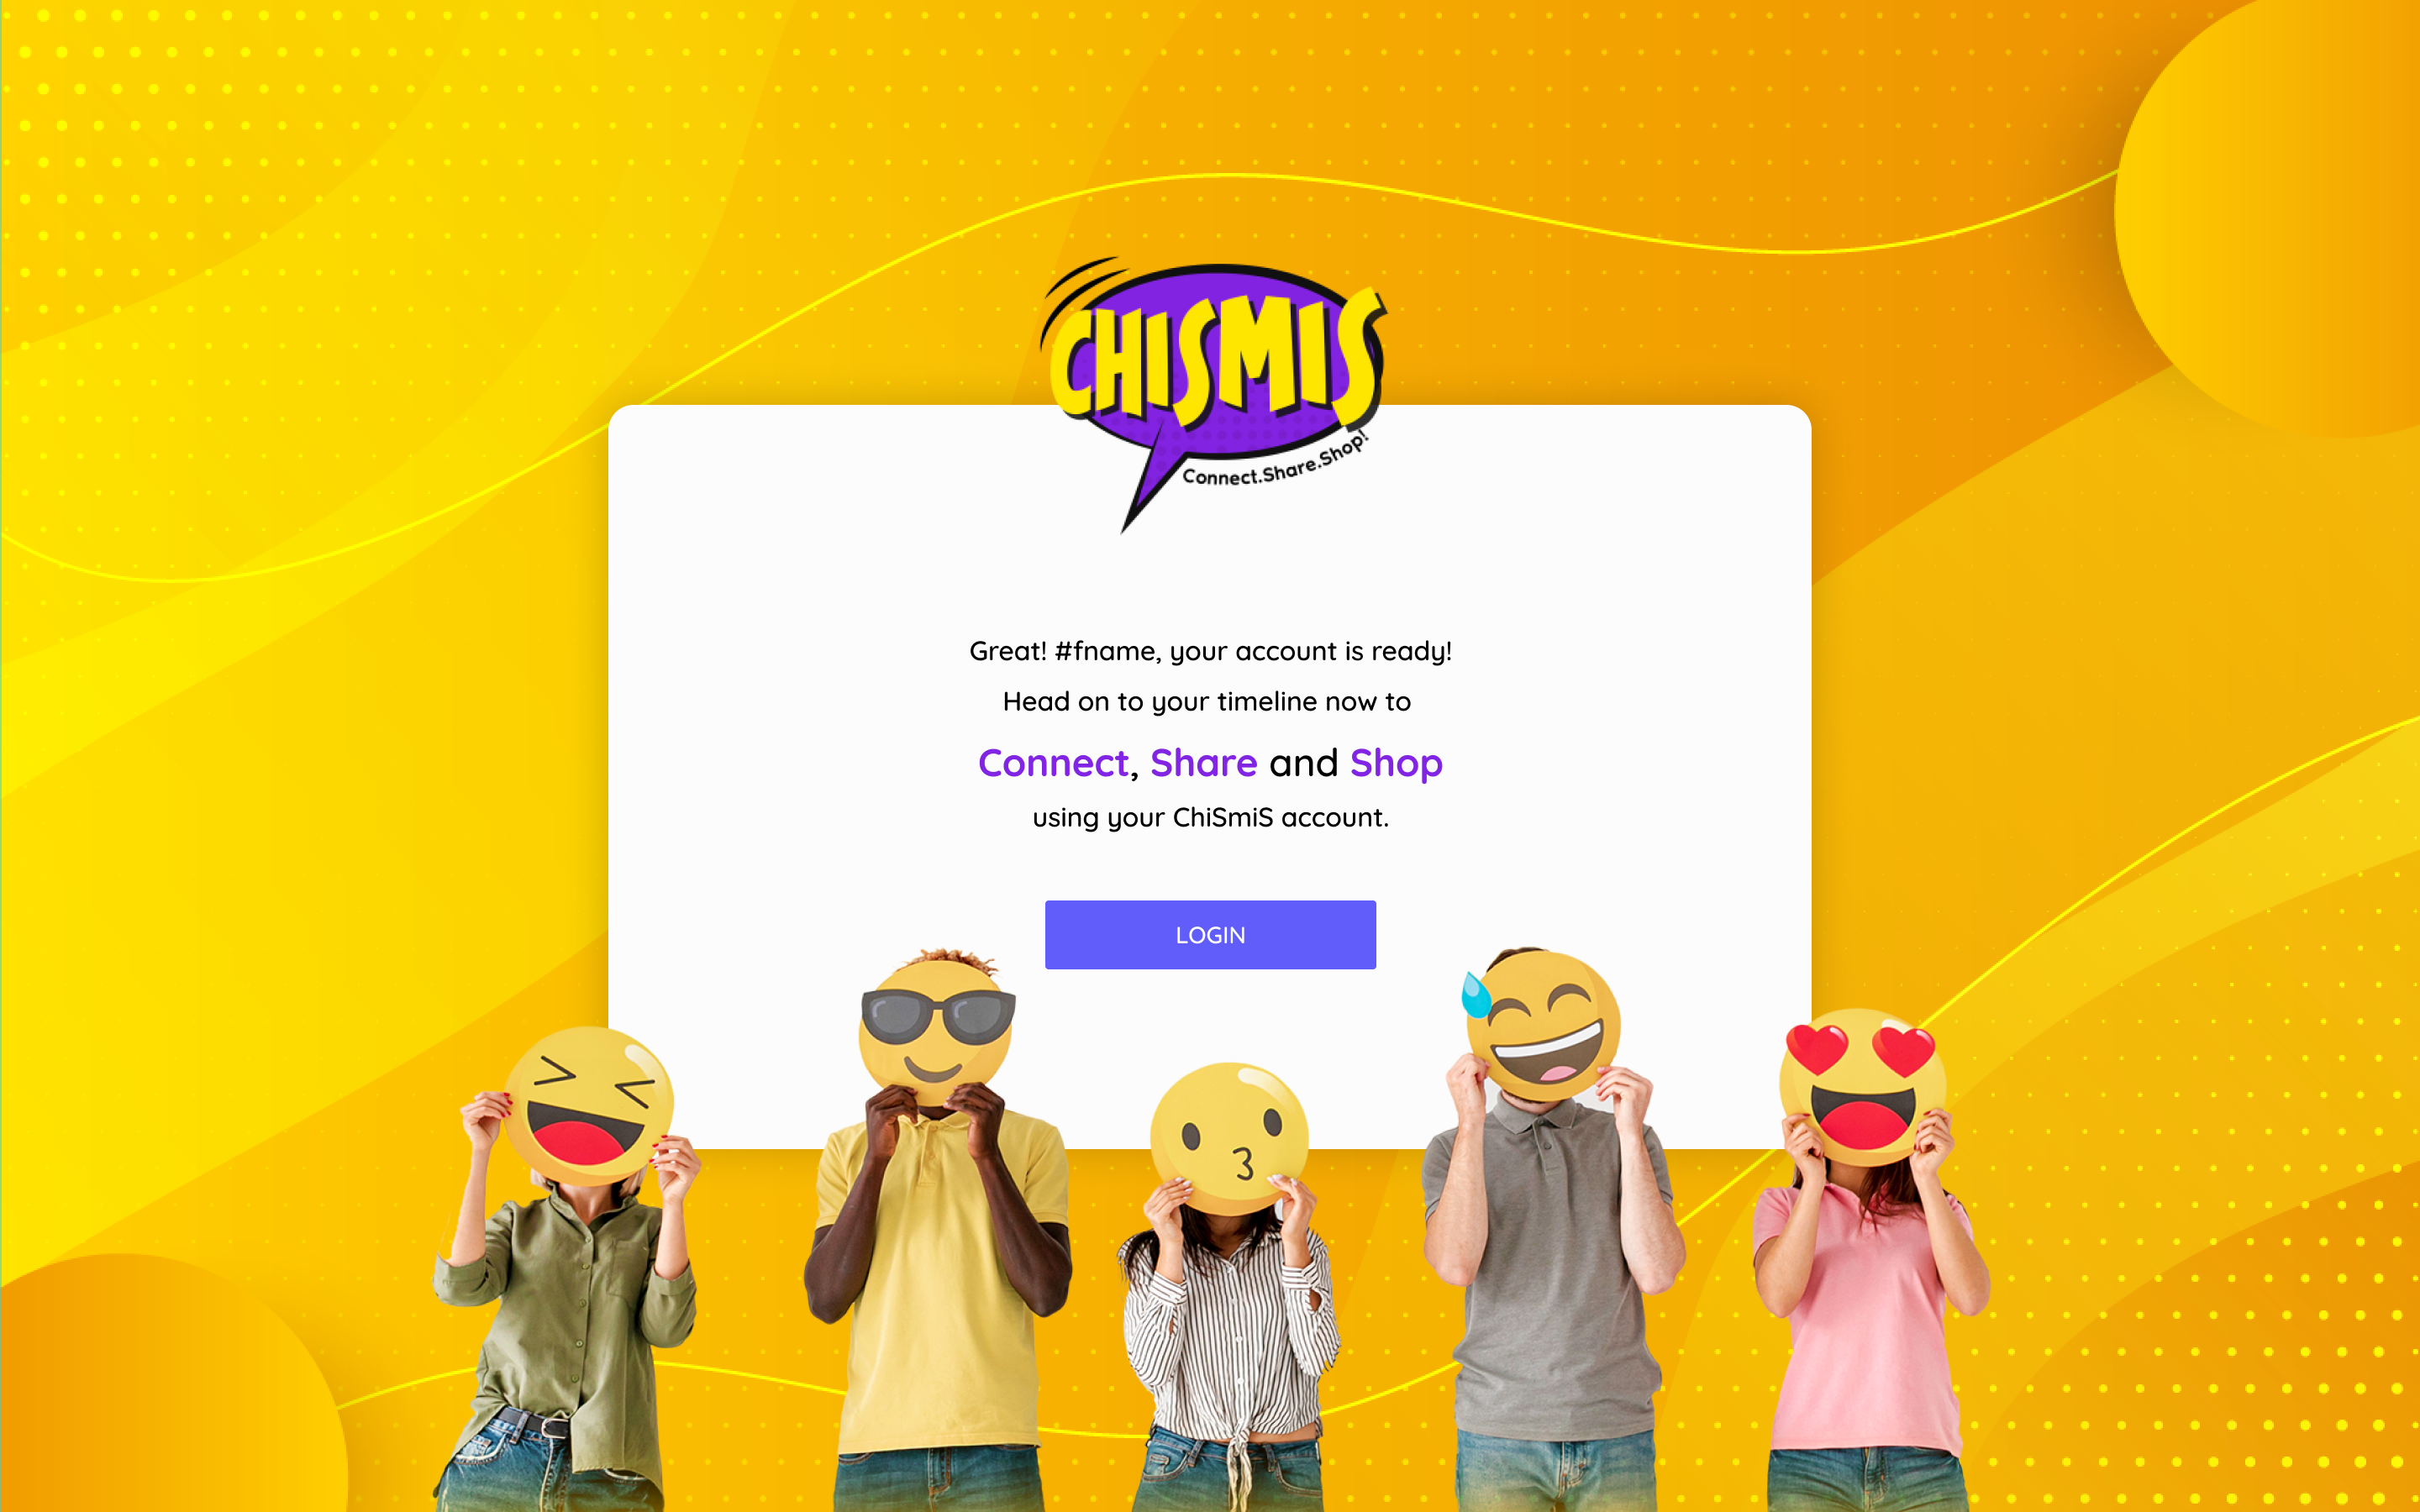 CHiSMiS
Connect.Share.Shop!
Great! #fname, your account is ready!
Head on to your timeline now to
Connect, Share and Shop
using your ChiSmiS account.
LOGIN